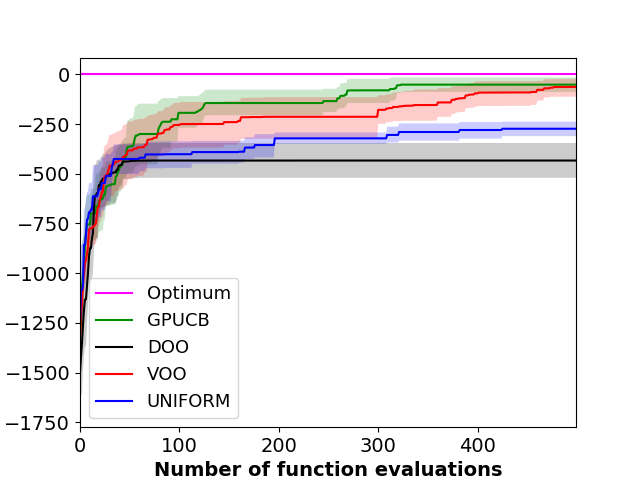 0
−250
−500
−750
−1000
−1250
−1500
−1750
Optimum
GPUCB
DOO
VOO
UNIFORM
0 100 200 300 400
Number of function evaluations